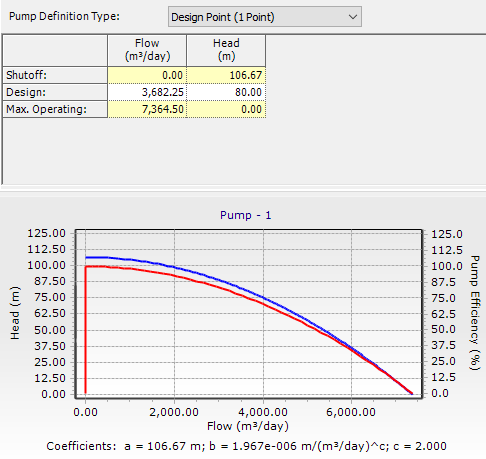 Pump Definition Type: Design Point (1 Point)
Flow (m³/day) Head (m)
Shutoff: 0.00 106.67
Design: 3,682.25 80.00
Max. Operating: 7,364.50 0.00
Pump - 1
125.00 125.0
112.50 112.5
100.00 100.0
87.50 87.5
75.00 75.0
62.50 62.5
50.00 50.0
37.50 37.5
25.00 25.0
12.50 12.5
0.00 0.0
Head (m)
Pump Efficiency (%)
0.00 2,000.00 4,000.00 6,000.00
Flow (m³/day)
Coefficients: a = 106.67 m; b = 1.967e-006 m/(m³/day)^c; c = 2.000